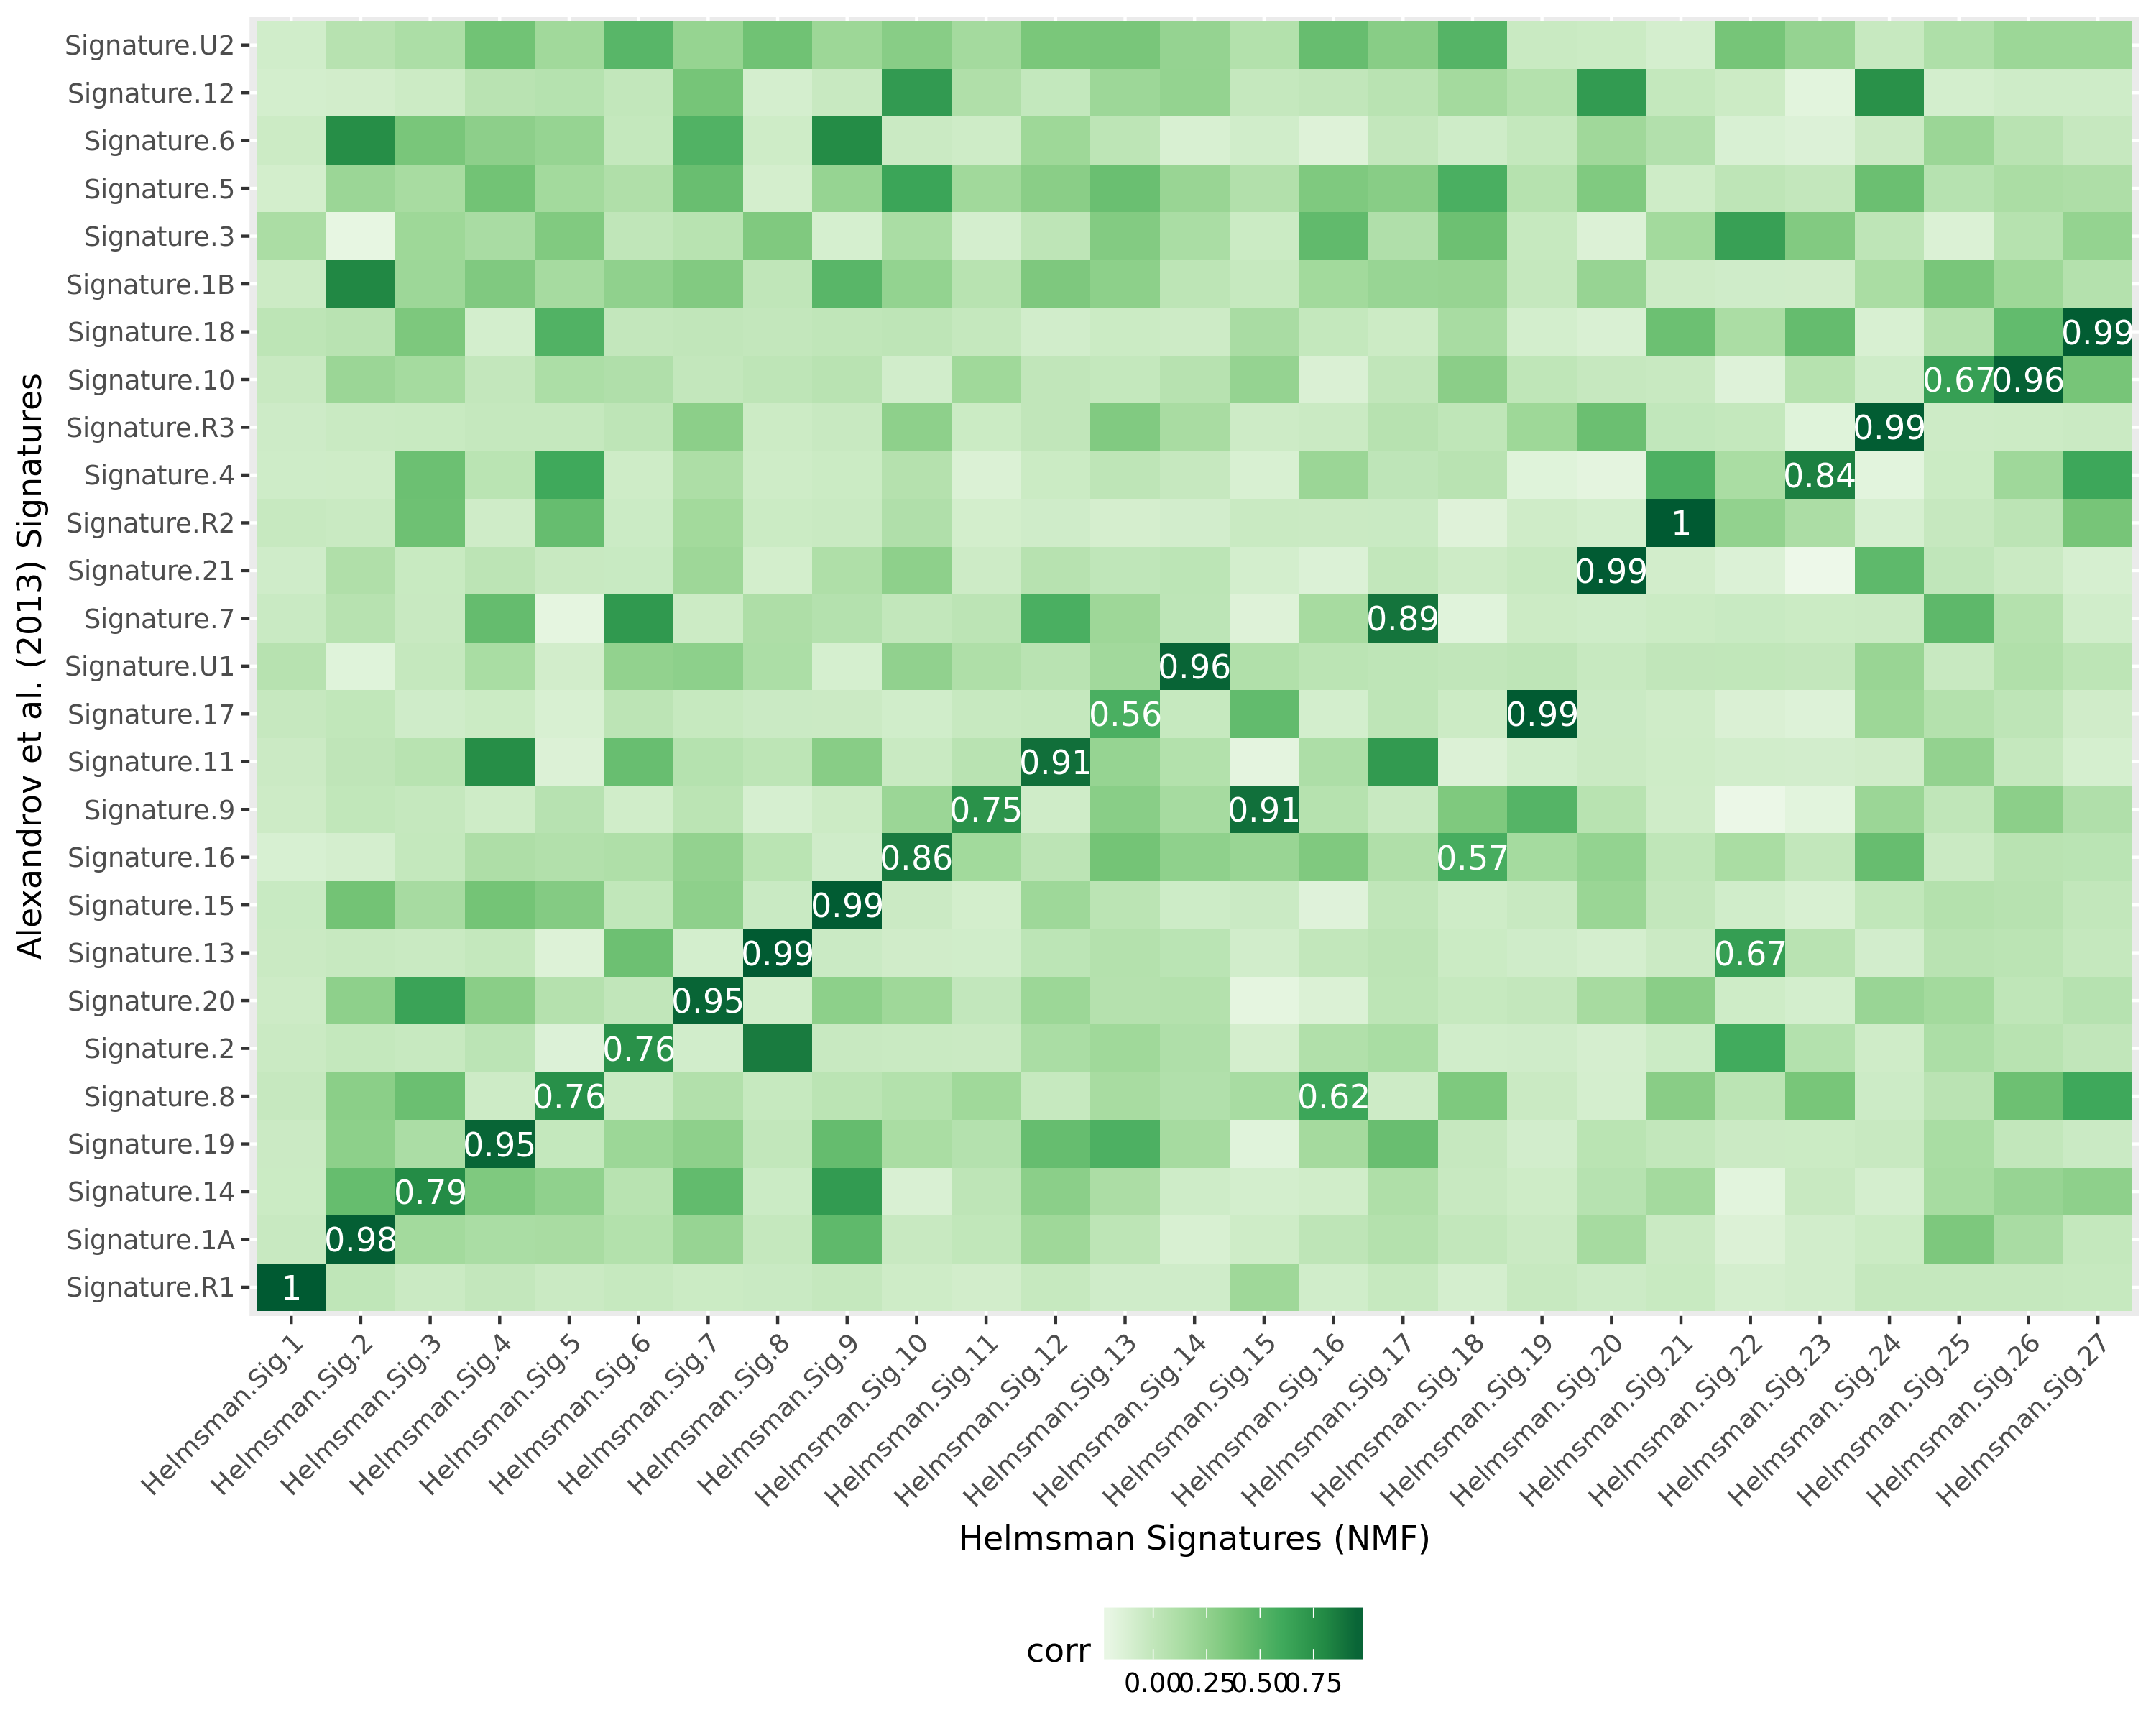 Alexandrov et al. (2013) Signatures
Signature.U2
Signature.12
Signature.6
Signature.5
Signature.3
Signature.1B
Signature.18 0.99
Signature.10 0.67 0.96
Signature.R3 0.99
Signature.4 0.84
Signature.R2 1
Signature.21 0.99
Signature.7 0.89
Signature.U1 0.96
Signature.17 0.56 0.99
Signature.11 0.91
Signature.9 0.75 0.91
Signature.16 0.86 0.57
Signature.15 0.99
Signature.13 0.99 0.67
Signature.20 0.95
Signature.2 0.76
Signature.8 0.76 0.62
Signature.19 0.95
Signature.14 0.79
Signature.1A 0.98
Signature.R1 1
Helmsman.Sig.1
Helmsman.Sig.2
Helmsman.Sig.3
Helmsman.Sig.4
Helmsman.Sig.5
Helmsman.Sig.6
Helmsman.Sig.7
Helmsman.Sig.8
Helmsman.Sig.9
Helmsman.Sig.10
Helmsman.Sig.11
Helmsman.Sig.12
Helmsman.Sig.13
Helmsman.Sig.14
Helmsman.Sig.15
Helmsman.Sig.16
Helmsman.Sig.17
Helmsman.Sig.18
Helmsman.Sig.19
Helmsman.Sig.20
Helmsman.Sig.21
Helmsman.Sig.22
Helmsman.Sig.23
Helmsman.Sig.24
Helmsman.Sig.25
Helmsman.Sig.26
Helmsman.Sig.27
Helmsman Signatures (NMF)
corr
0.00 0.25 0.50 0.75